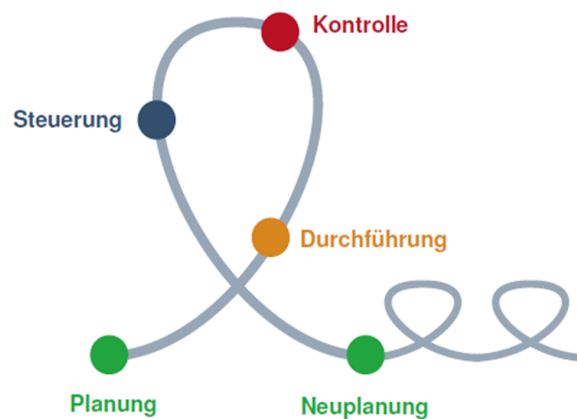 Kontrolle
Steuerung
Durchführung
Planung
Neuplanung